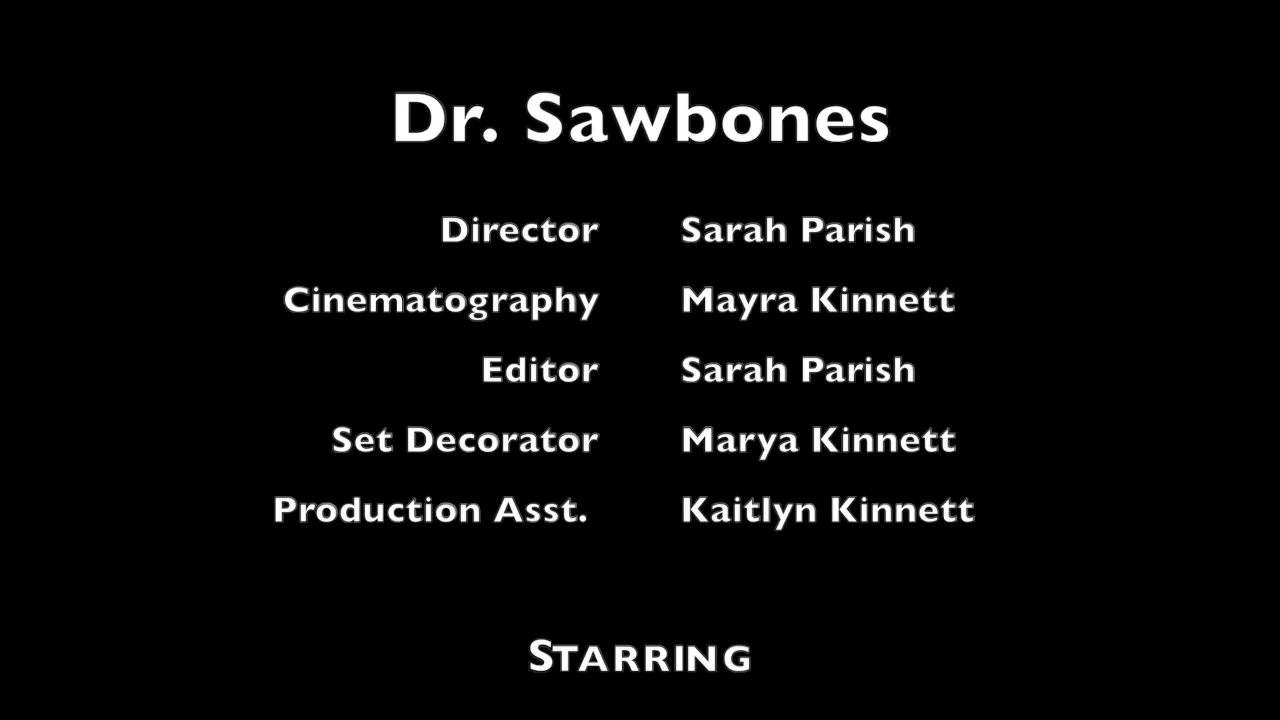 Dr. Sawbones
Director Sarah Parish
Cinematography Mayra Kinnett
Editor Sarah Parish
Set Decorator Marya Kinnett
Production Asst. Kaitlyn Kinnett
STARRING